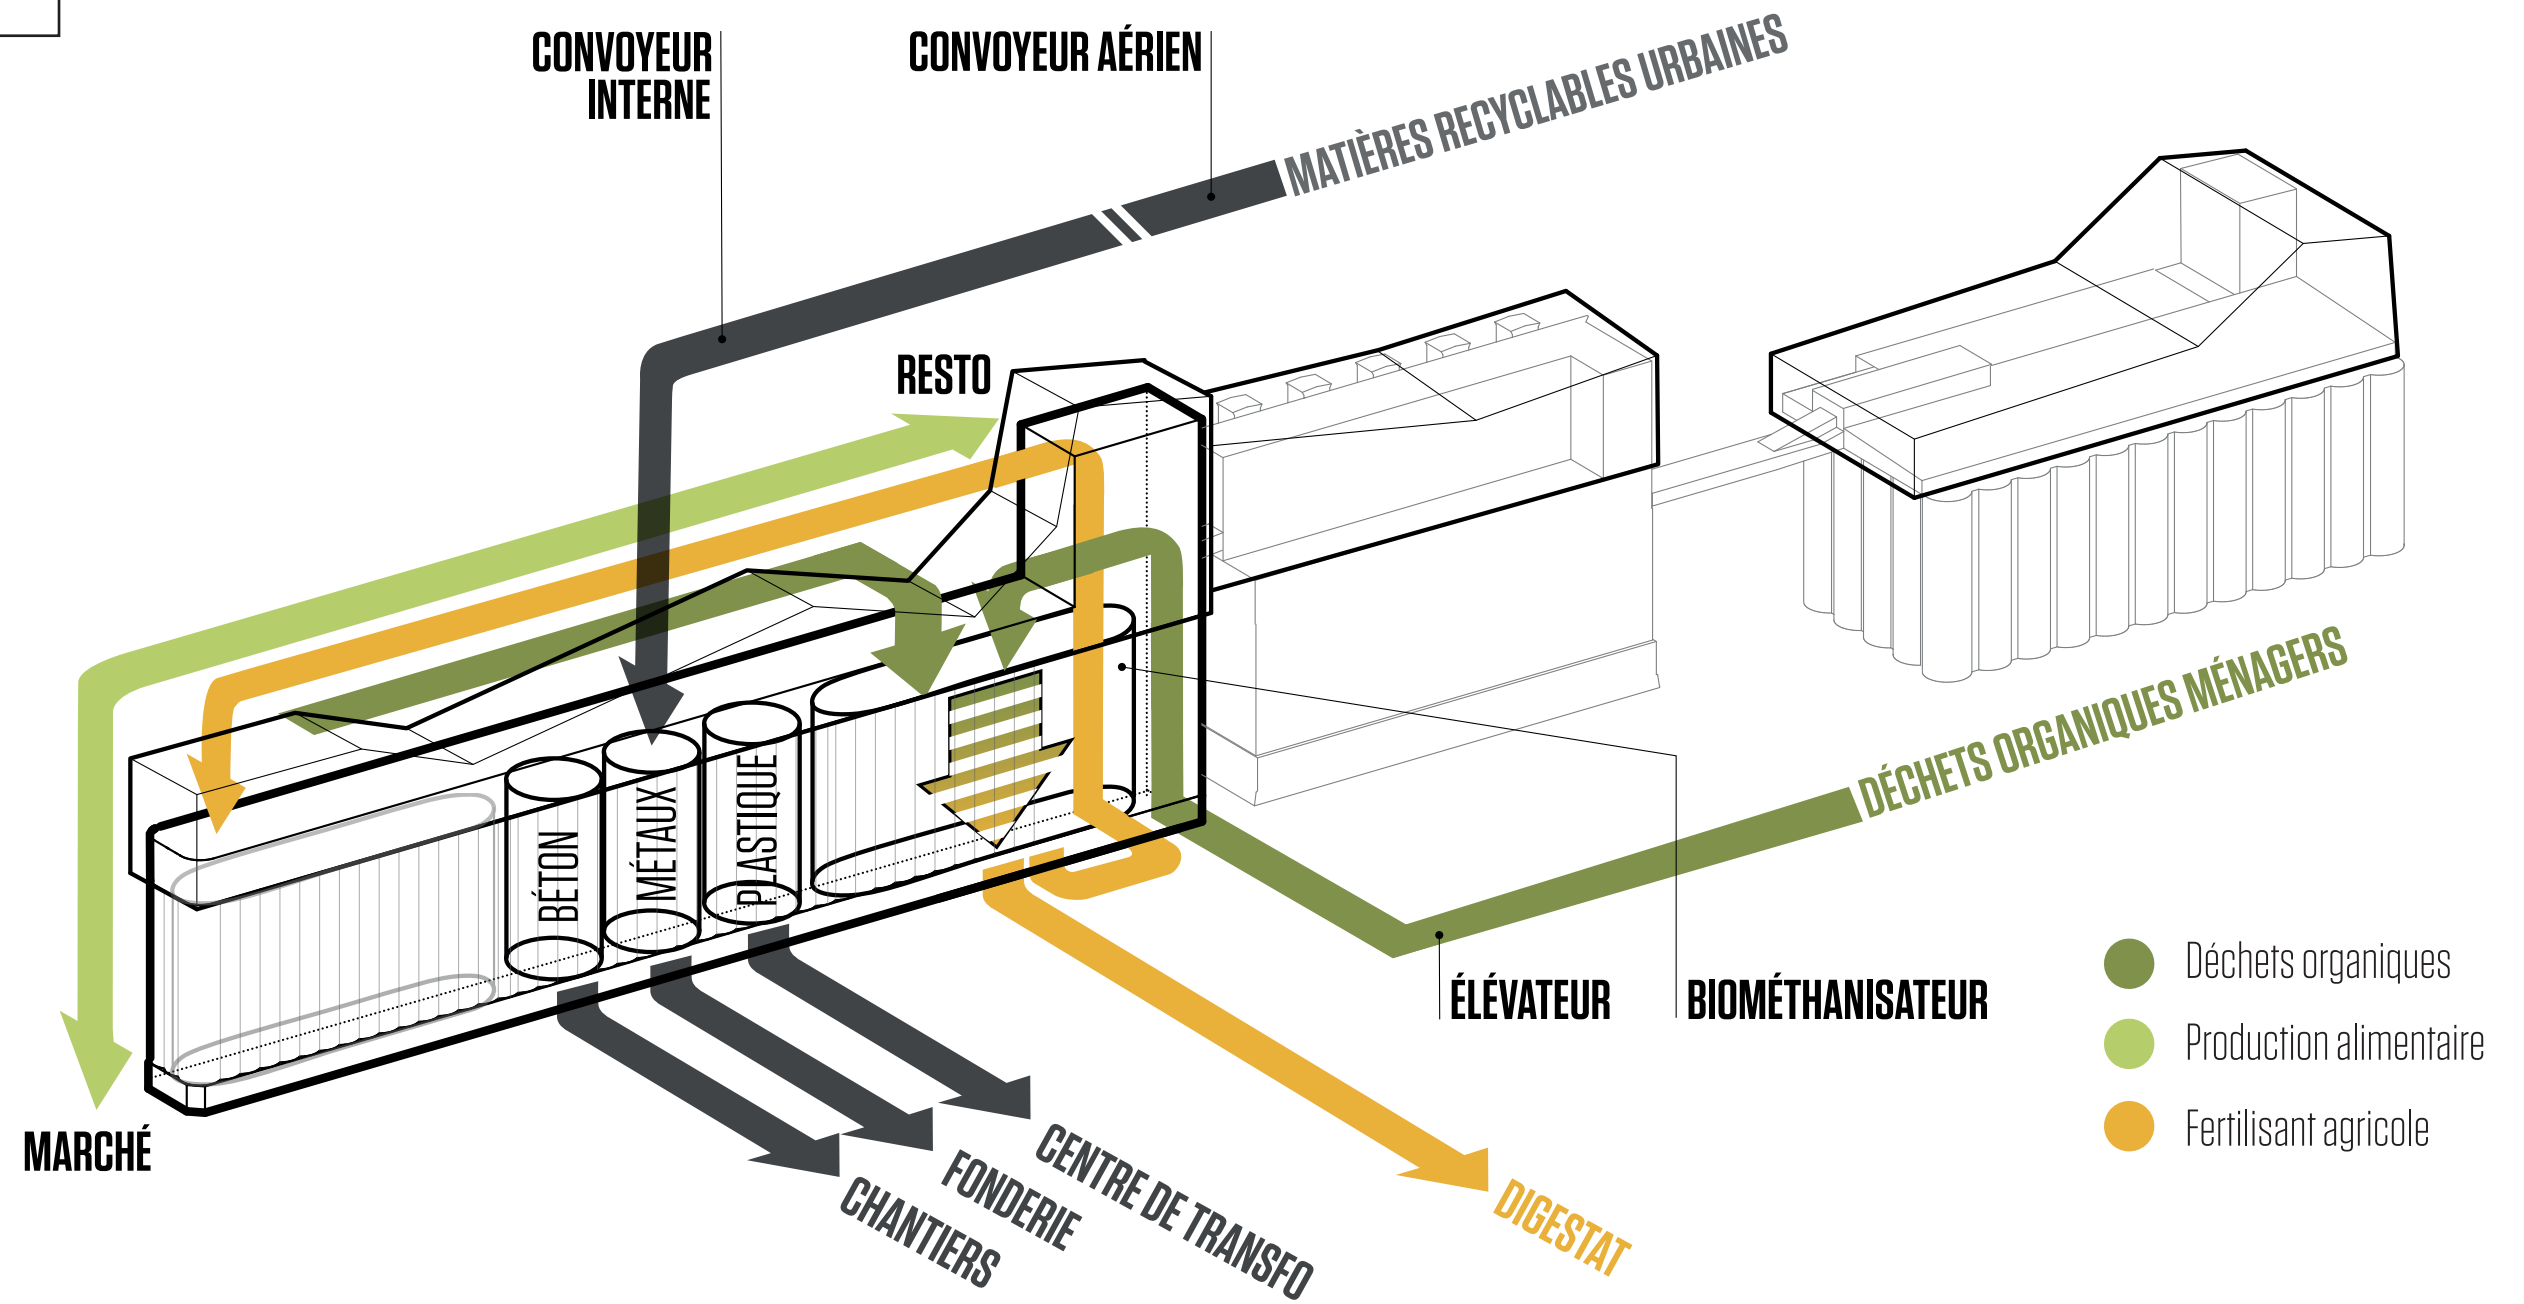 CONVOYEUR
INTERNE
CONVOYEUR AÉRIEN
MATIÈRES RECYCLABLES URBAINES
RESTO
BÉTON
MÉTAUX
PLASTIQUE
DÉCHETS ORGANIQUES MÉNAGERS
ÉLÉVATEUR
BIOMÉTHANISATEUR
MARCHÉ
CHANTIERS
FONDERIE
CENTRE DE TRANSFO
DIGESTAT
Déchets organiques
Production alimentaire
Fertilisant agricole